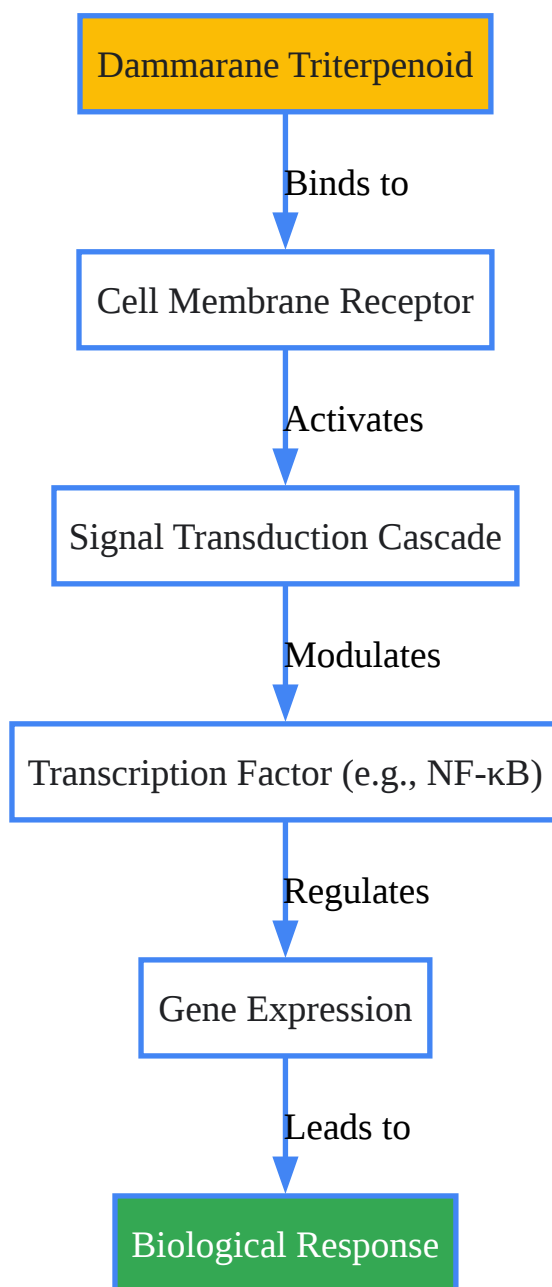 Dammarane Triterpenoid
Binds to
Cell Membrane Receptor
Activates
Signal Transduction Cascade
Modulates
Transcription Factor (e.g., NF-κB)
Regulates
Gene Expression
Leads to
Biological Response